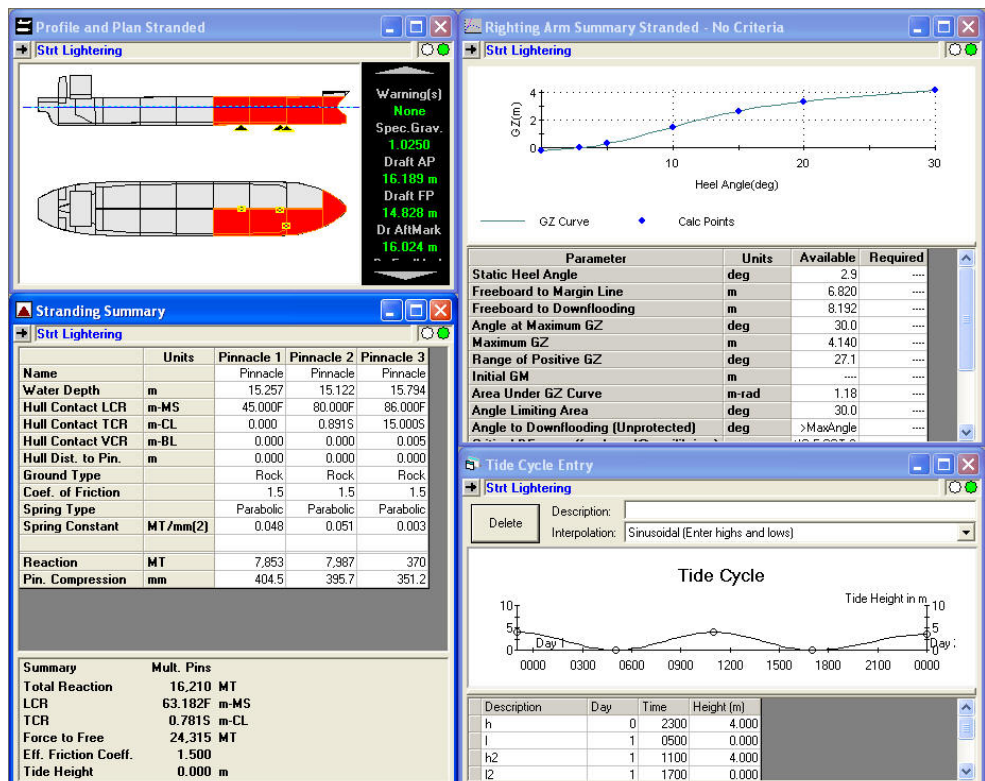 Profile and Plan Stranded
Strt Lightering
Warning(s)
None
Spec.Grav.
1.0250
Draft AP
16.189 m
Draft FP
14.828 m
Dr AftMark
16.024 m
Righting Arm Summary Stranded - No Criteria
Strt Lightering
GZ(m)
4
2
0
10 20 30
Heel Angle(deg)
GZ Curve Calc Points
Parameter Units Available Required
Static Heel Angle deg 2.9 ----
Freeboard to Margin Line m 6.820 ----
Freeboard to Downflooding m 8.192 ----
Angle at Maximum GZ deg 30.0 ----
Maximum GZ m 4.140 ----
Range of Positive GZ deg 27.1 ----
Initial GM m ---- ----
Area Under GZ Curve m-rad 1.18 ----
Angle Limiting Area deg 30.0 ----
Angle to Downflooding (Unprotected) deg >MaxAngle ----
Stranding Summary
Strt Lightering
Units Pinnacle 1 Pinnacle 2 Pinnacle 3
Name Pinnacle Pinnacle Pinnacle
Water Depth m 15.257 15.122 15.794
Hull Contact LCR m-MS 45.000F 80.000F 86.000F
Hull Contact TCR m-CL 0.000 0.891S 15.000S
Hull Contact VCR m-BL 0.000 0.000 0.005
Hull Dist. to Pin. m 0.000 0.000 0.000
Ground Type Rock Rock Rock
Coef. of Friction 1.5 1.5 1.5
Spring Type Parabolic Parabolic Parabolic
Spring Constant MT/mm(2) 0.048 0.051 0.003
Reaction MT 7,853 7,987 370
Pin. Compression mm 404.5 395.7 351.2
Summary Mult. Pins
Total Reaction 16,210 MT
LCR 63.182F m-MS
TCR 0.781S m-CL
Force to Free 24,315 MT
Eff. Friction Coeff. 1.500
Tide Height 0.000 m
Tide Cycle Entry
Strt Lightering
Delete
Description:
Interpolation: Sinusoidal (Enter highs and lows)
Tide Cycle
Tide Height in m
10 10
5 5
0 Day 1 0 Day
0000 0300 0600 0900 1200 1500 1800 2100 0000
Description Day Time Height (m)
h 0 2300 4.000
l 1 0500 0.000
h2 1 1100 4.000
l2 1 1700 0.000